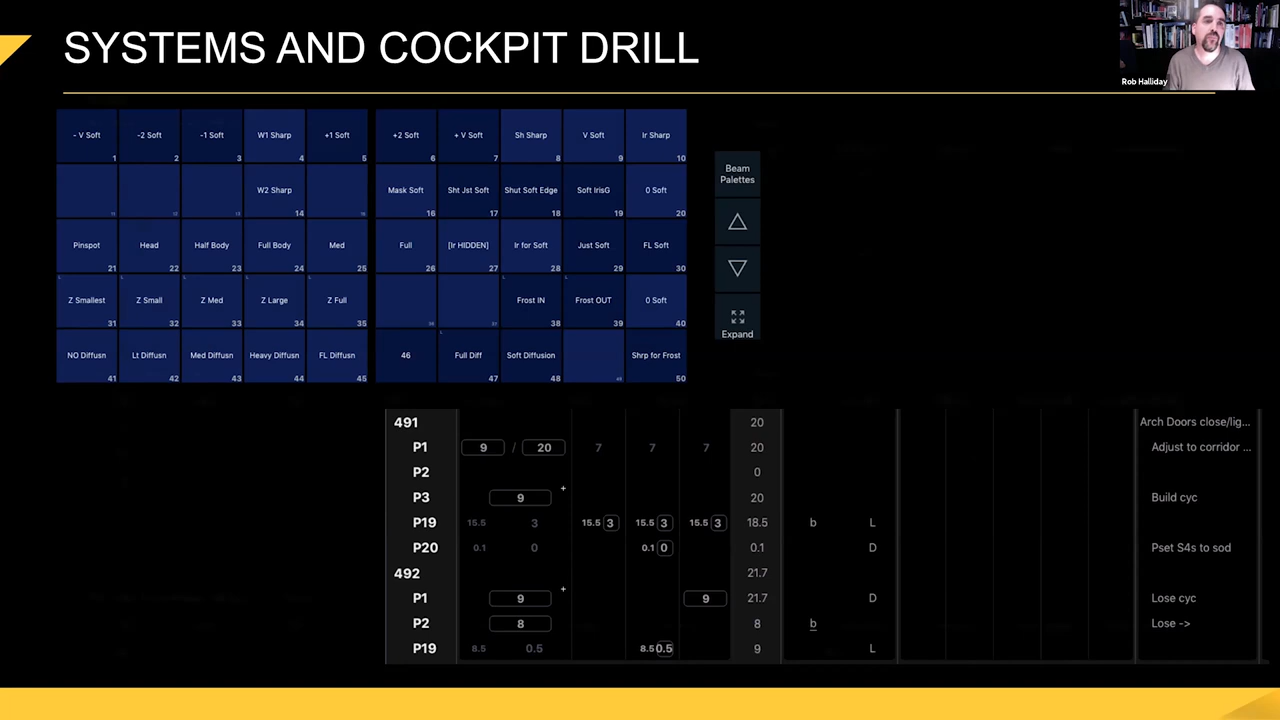 SYSTEMS AND COCKPIT DRILL
Rob Halliday
- V Soft 1 -2 Soft 2 -1 Soft 3 W1 Sharp 4 +1 Soft 5 +2 Soft 6 + V Soft 7 Sh Sharp 8 V Soft 9 Ir Sharp 10
11 12 13 W2 Sharp 14 15 Mask Soft 16 Sht Jst Soft 17 Shut Soft Edge 18 Soft IrisG 19 0 Soft 20
Pinspot 21 Head 22 Half Body 23 Full Body 24 Med 25 Full 26 [Ir HIDDEN] 27 Ir for Soft 28 Just Soft 29 FL Soft 30
L Z Smallest 31 L Z Small 32 L Z Med 33 L Z Large 34 L Z Full 35 36 37 L Frost IN 38 L Frost OUT 39 0 Soft 40
NO Diffusn 41 Lt Diffusn 42 Med Diffusn 43 Heavy Diffusn 44 FL Diffusn 45 46 L Full Diff 47 Soft Diffusion 48 49 Shrp for Frost 50
Beam
Palettes
Expand
491 20 Arch Doors close/lig...
P1 9 / 20 7 7 7 20 Adjust to corridor ...
P2 0
P3 9 + 20 Build cyc
P19 15.5 3 15.5 3 15.5 3 15.5 3 18.5 b L
P20 0.1 0 0.1 0 0.1 D Pset S4s to sod
492 21.7
P1 9 + 9 21.7 D Lose cyc
P2 8 8 b Lose ->
P19 8.5 0.5 8.5 0.5 9 L